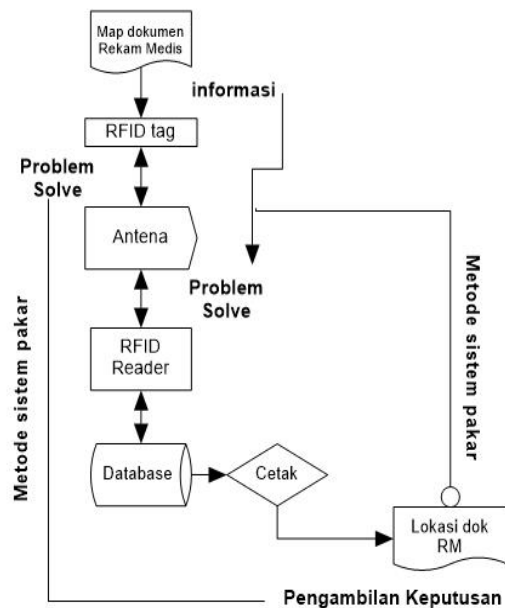 Map dokumen
Rekam Medis
informasi
RFID tag
Problem
Solve
Antena
Problem
Solve
Metode sistem pakar
Metode sistem pakar
RFID
Reader
Database
Cetak
Lokasi dok
RM
Pengambilan Keputusan